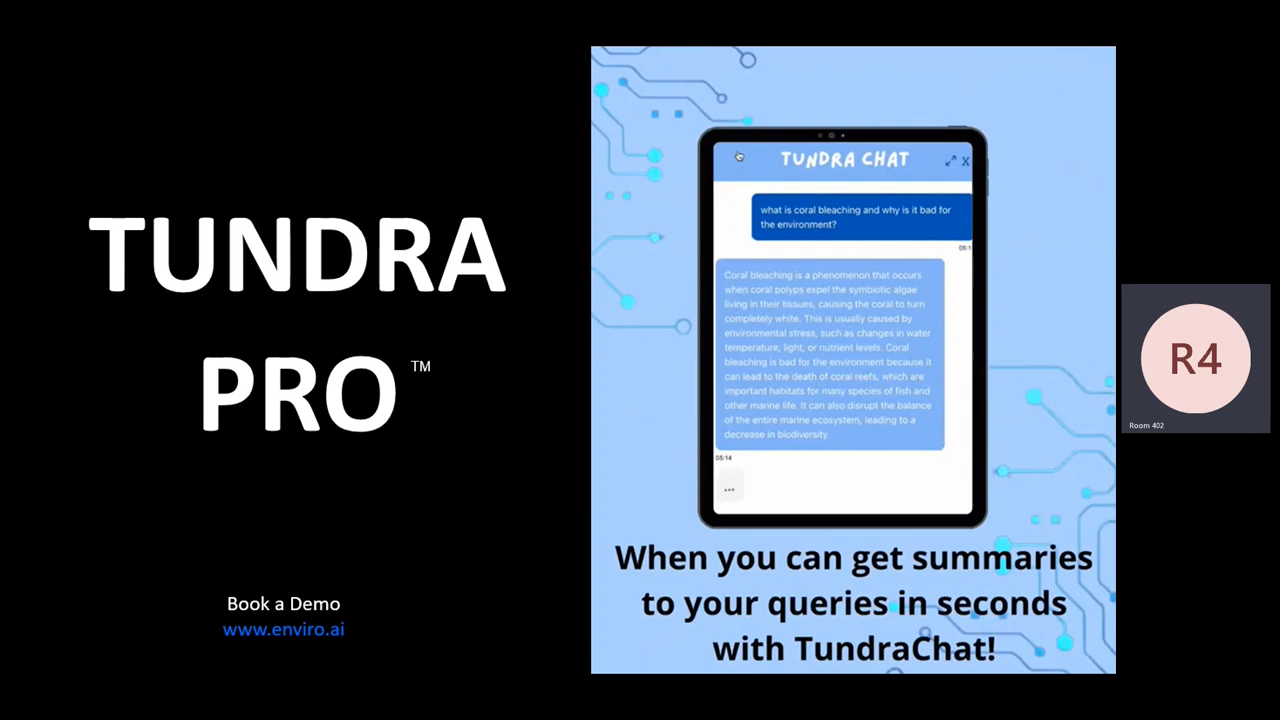 TUNDRA
PRO™
Book a Demo
www.enviro.ai
TUNDRA CHAT
X
what is coral bleaching and why is it bad for
the environment?
Coral bleaching is a phenomenon that occurs
when coral polyps expel the symbiotic algae
living in their tissues, causing the coral to turn
completely white. This is usually caused by
environmental stress, such as changes in water
temperature, light, or nutrient levels. Coral
bleaching is bad for the environment because it
can lead to the death of coral reefs, which are
important habitats for many species of fish and
other marine life. It can also disrupt the balance
of the entire marine ecosystem, leading to a
decrease in biodiversity.
05:14
...
When you can get summaries
to your queries in seconds
with TundraChat!
R4
Room 402